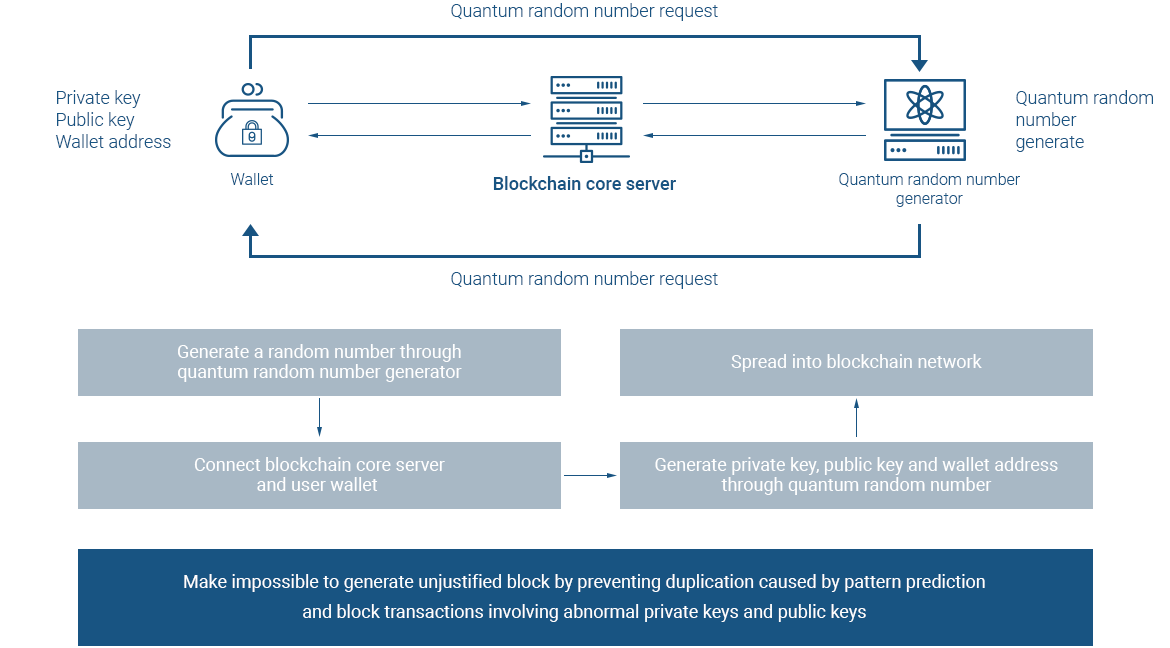 Quantum random number request
Private key
Public key
Wallet address
Wallet
Blockchain core server
Quantum random number
generator
Quantum random
number
generate
Quantum random number request
Generate a random number through
quantum random number generator
Spread into blockchain network
Connect blockchain core server
and user wallet
Generate private key, public key and wallet address
through quantum random number
Make impossible to generate unjustified block by preventing duplication caused by pattern prediction
and block transactions involving abnormal private keys and public keys